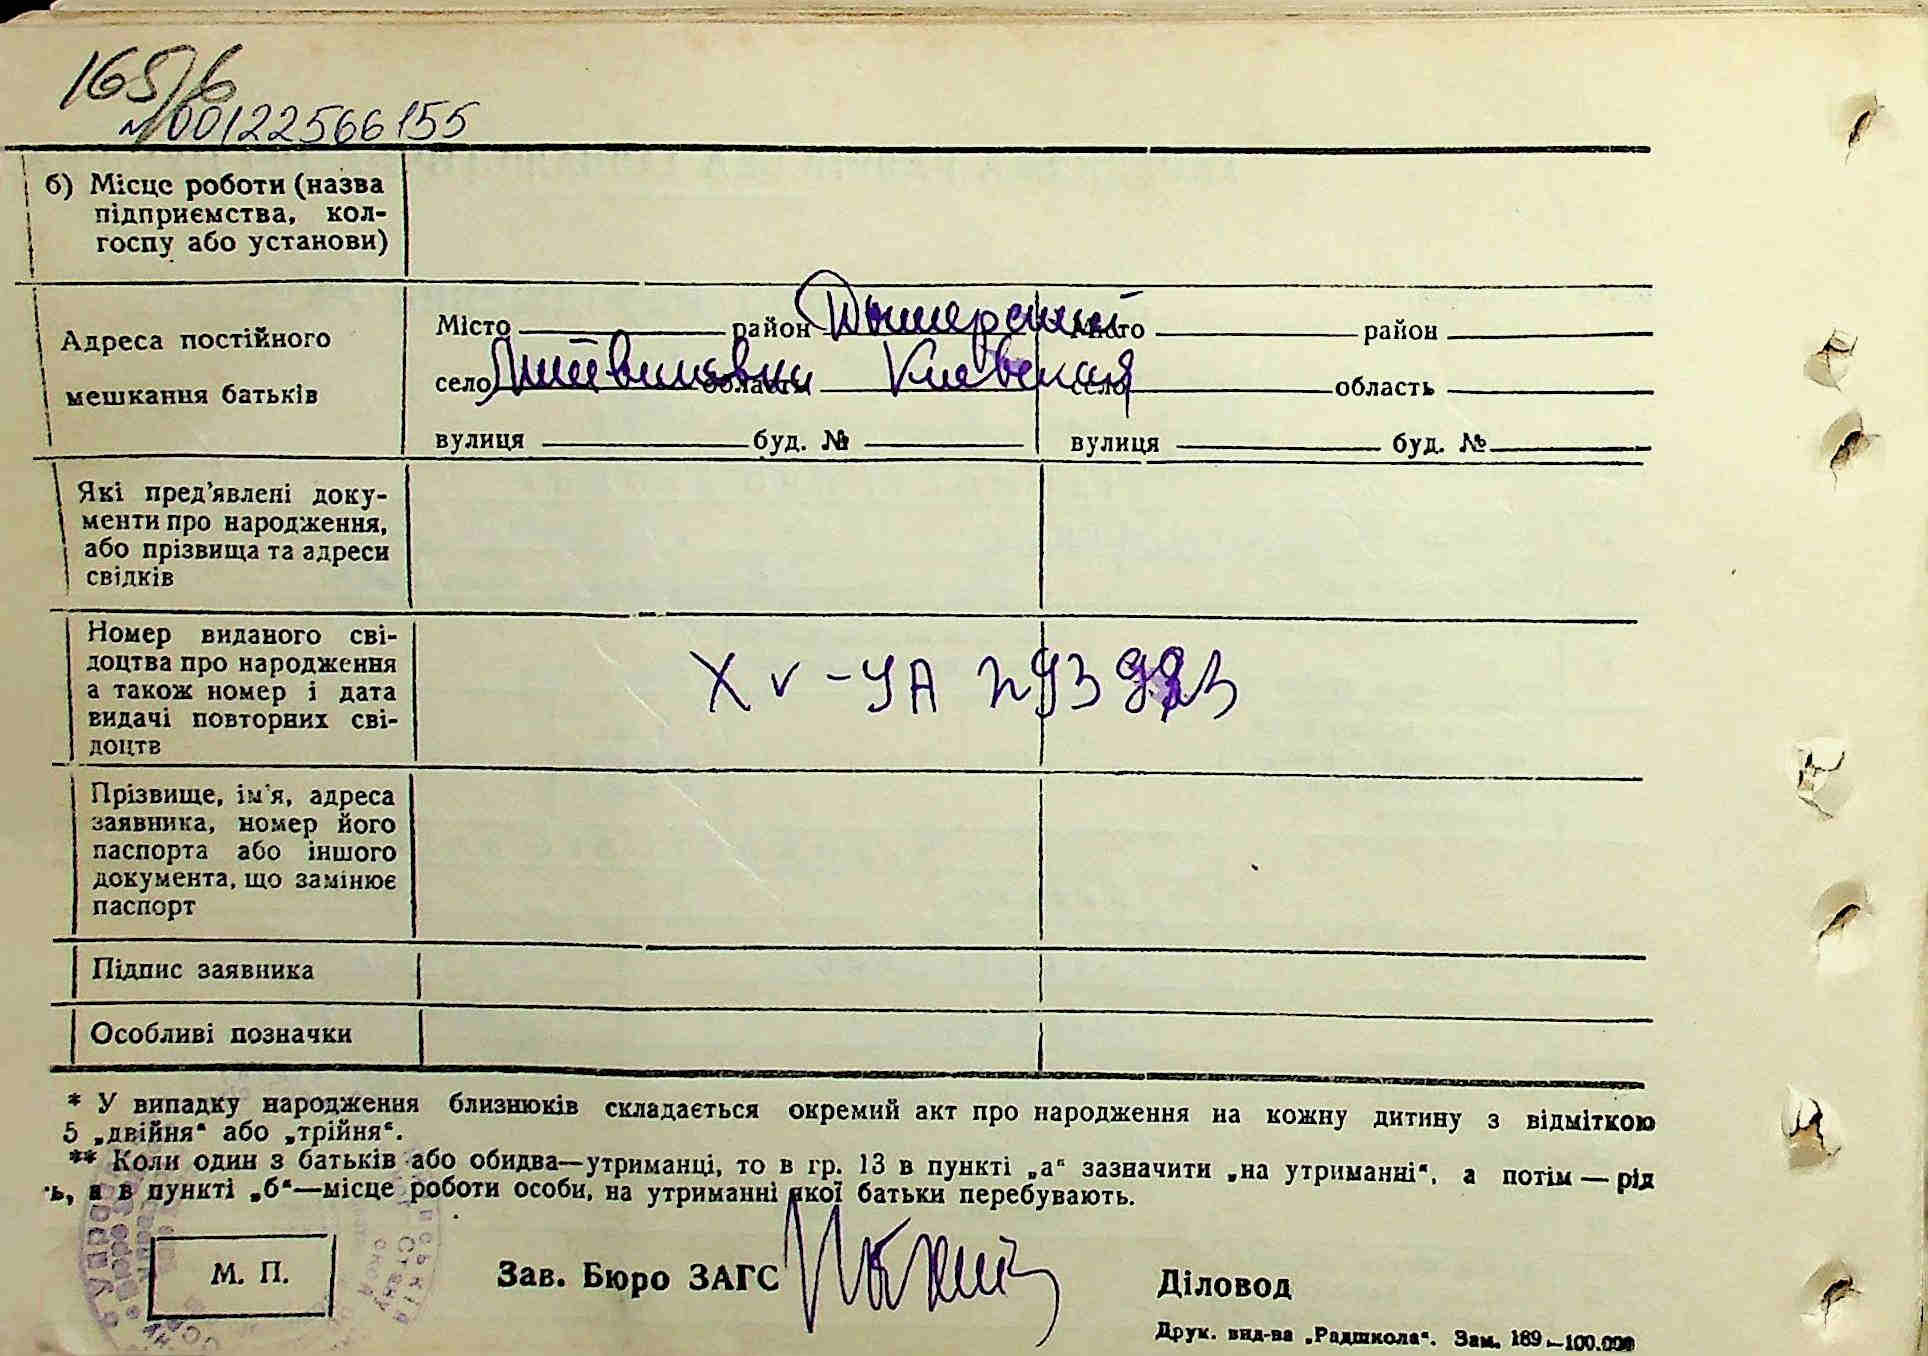 165/6
№00122566155
б) Місце роботи (назва
підприємства, кол-
госпу або установи)
Адреса постійного
мешкання батьків
Місто район Дымерский Місто район
село Литвиновка область Киевская село область
вулиця буд. № вулиця буд. №
Які пред'явлені доку-
менти про народження,
або прізвища та адреси
свідків
Номер виданого сві-
доцтва про народження
а також номер і дата
видачі повторних сві-
доцтв
XV-УА
Прізвище, ім'я, адреса
заявника, номер його
паспорта або іншого
документа, що замінює
паспорт
Підпис заявника
Особливі позначки
* У випадку народження близнюків складається окремий акт про народження на кожну дитину з відміткою
5 „двійня“ або „трійня“.
** Коли один з батьків або обидва—утриманці, то в гр. 13 в пункті „а“ зазначити „на утриманні“, а потім — рід
ь, а в пункті „б“—місце роботи особи, на утриманні якої батьки перебувають.
М. П.
Зав. Бюро ЗАГС
Діловод
Друк. вид-ва „Радшкола“. Зам. 189—100.000